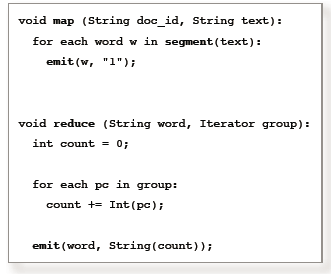 void map (String doc_id, String text):
for each word w in segment(text):
emit(w, "1");
void reduce (String word, Iterator group):
int count = 0;
for each pc in group:
count += Int(pc);
emit(word, String(count));